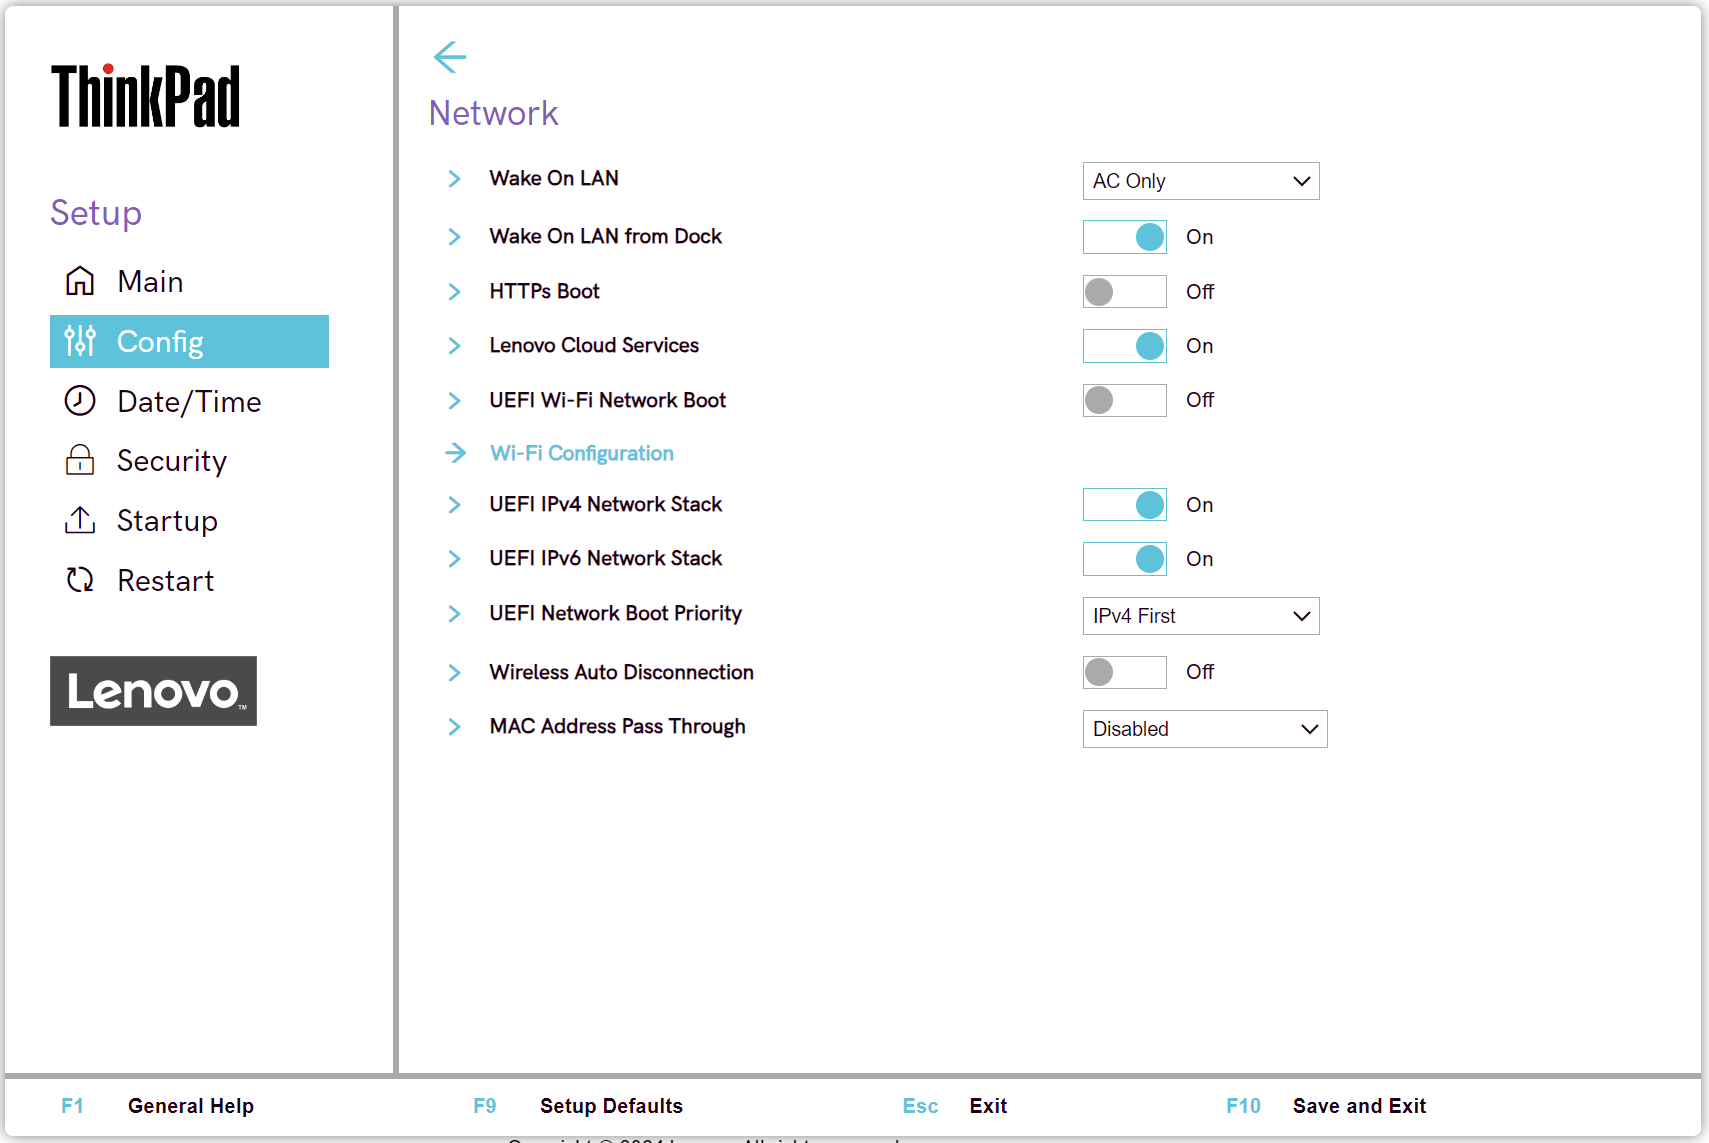 ThinkPad
Setup
Main
Config
Date/Time
Security
Startup
Restart
Lenovo™
Network
Wake On LAN AC Only
Wake On LAN from Dock On
HTTPs Boot Off
Lenovo Cloud Services On
UEFI Wi-Fi Network Boot Off
Wi-Fi Configuration
UEFI IPv4 Network Stack On
UEFI IPv6 Network Stack On
UEFI Network Boot Priority IPv4 First
Wireless Auto Disconnection Off
MAC Address Pass Through Disabled
F1 General Help F9 Setup Defaults Esc Exit F10 Save and Exit